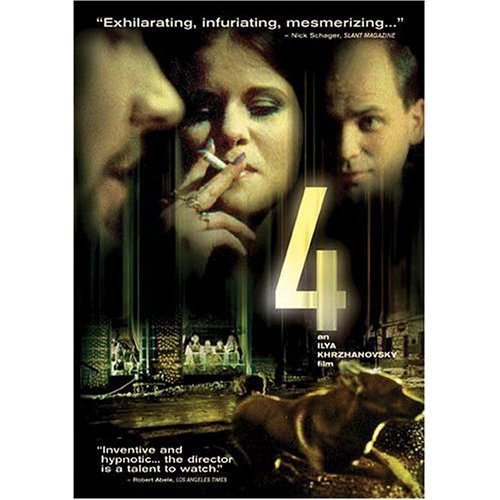 “Exhilarating, infuriating, mesmerizing...”
– Nick Schager, SLANT MAGAZINE
4
an
ILYA
KHRZHANOVSKY
film
“Inventive and
hypnotic... the director
is a talent to watch.”
– Robert Abele, LOS ANGELES TIMES